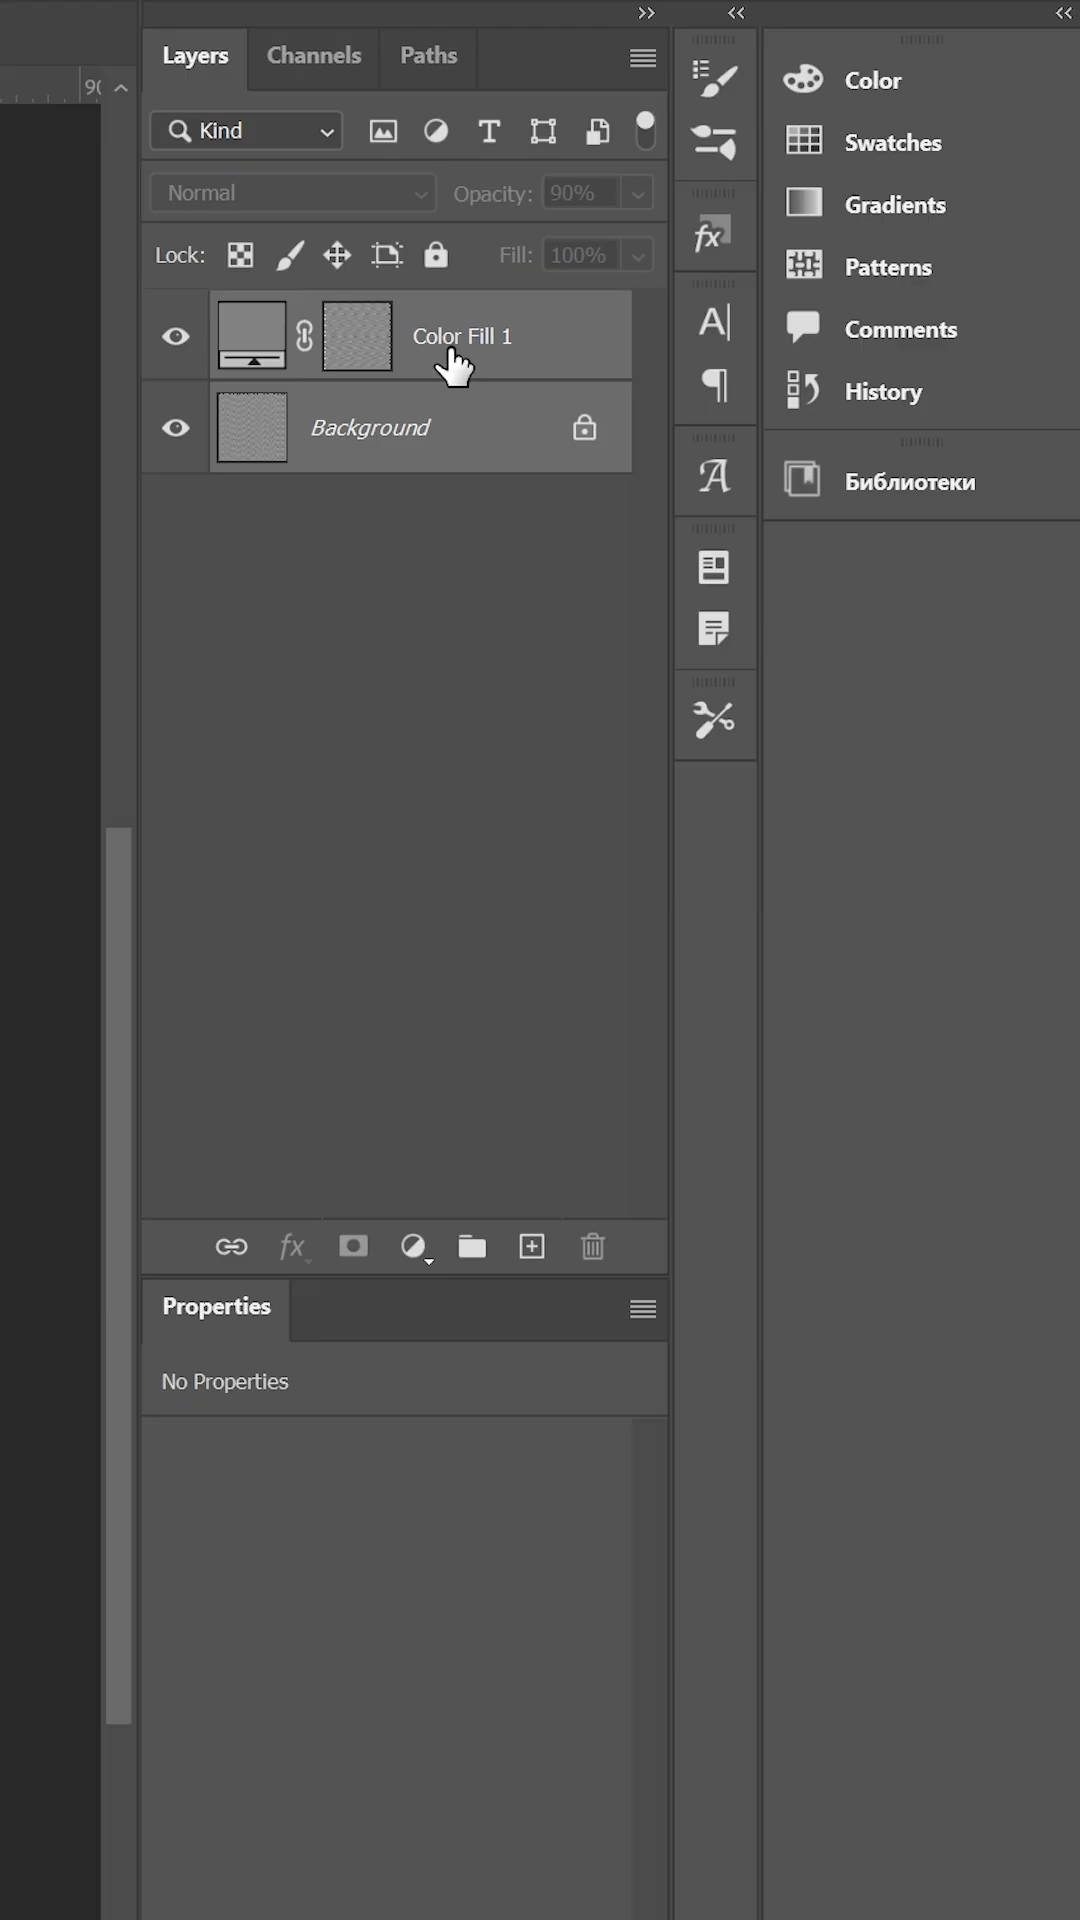 90
Layers
Channels
Paths
Kind
Normal
Opacity: 90%
Lock:
Fill: 100%
Color Fill 1
Background
Properties
No Properties
Color
Swatches
Gradients
Patterns
Comments
History
Библиотеки